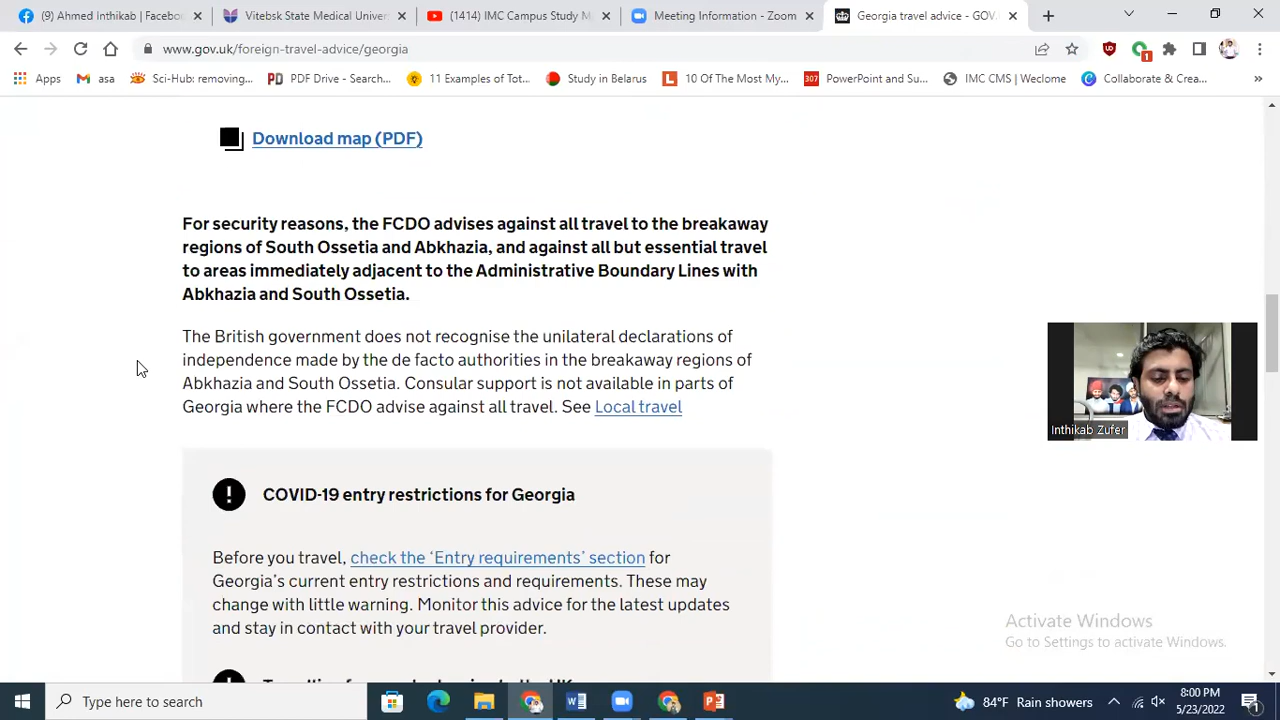 (9) Ahmed Inthikab | Facebo
Vitebsk State Medical Univer
(1414) IMC Campus Study M
Meeting Information - Zoom
Georgia travel advice - GOV.
www.gov.uk/foreign-travel-advice/georgia
Apps
asa
Sci-Hub: removing...
PDF Drive - Search...
11 Examples of Tot...
Study in Belarus
10 Of The Most My...
PowerPoint and Su...
IMC CMS | Weclome
Collaborate & Crea...
Download map (PDF)
For security reasons, the FCDO advises against all travel to the breakaway
regions of South Ossetia and Abkhazia, and against all but essential travel
to areas immediately adjacent to the Administrative Boundary Lines with
Abkhazia and South Ossetia.
The British government does not recognise the unilateral declarations of
independence made by the de facto authorities in the breakaway regions of
Abkhazia and South Ossetia. Consular support is not available in parts of
Georgia where the FCDO advise against all travel. See Local travel
Inthikab Zufer
COVID-19 entry restrictions for Georgia
Before you travel, check the ‘Entry requirements’ section for
Georgia’s current entry restrictions and requirements. These may
change with little warning. Monitor this advice for the latest updates
and stay in contact with your travel provider.
Activate Windows
Go to Settings to activate Windows.
Type here to search
84°F Rain showers
8:00 PM
5/23/2022